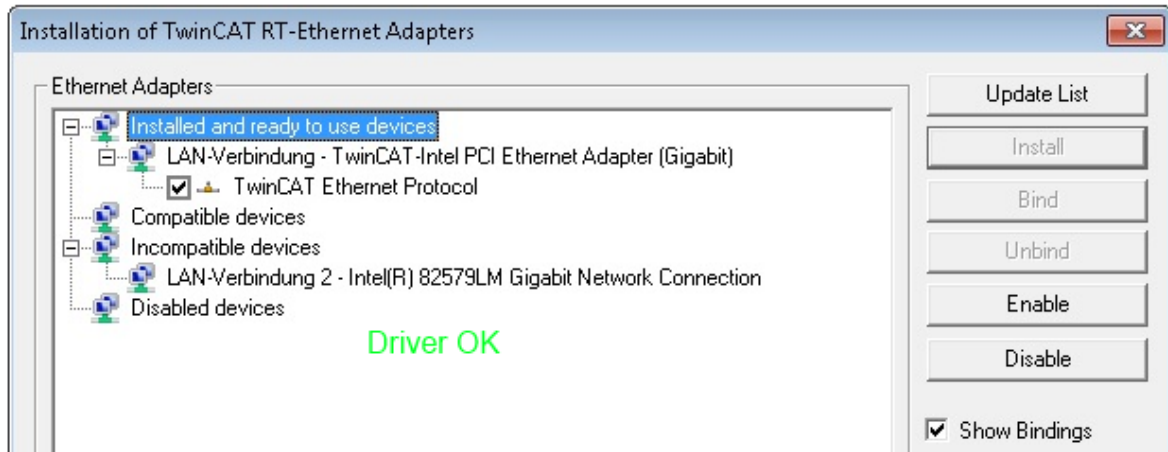 Installation of TwinCAT RT-Ethernet Adapters
Ethernet Adapters
Installed and ready to use devices
LAN-Verbindung - TwinCAT-Intel PCI Ethernet Adapter (Gigabit)
TwinCAT Ethernet Protocol
Compatible devices
Incompatible devices
LAN-Verbindung 2 - Intel(R) 82579LM Gigabit Network Connection
Disabled devices
Driver OK
Update List
Install
Bind
Unbind
Enable
Disable
Show Bindings